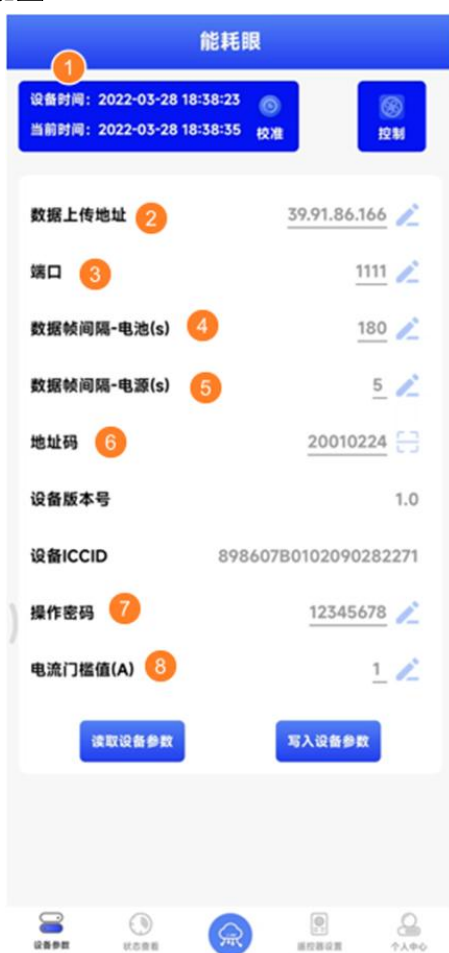 能耗眼
1
设备时间：2022-03-28 18:38:23
当前时间：2022-03-28 18:38:35
校准
控制
数据上传地址 2 39.91.86.166
端口 3 1111
数据帧间隔-电池(s) 4 180
数据帧间隔-电源(s) 5 5
地址码 6 20010224
设备版本号 1.0
设备ICCID 898607B0102090282271
操作密码 7 12345678
电流门槛值(A) 8 1
读取设备参数 写入设备参数
设备参数 状态查看 遥控器设置 个人中心